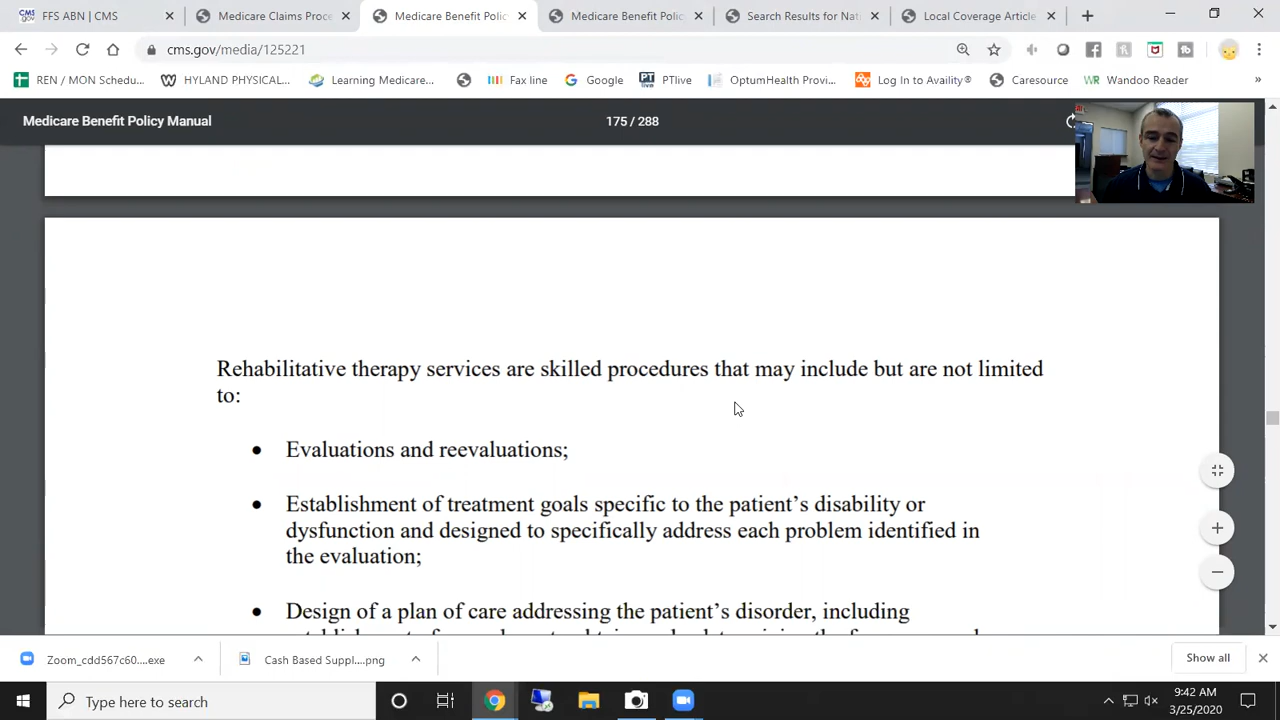 FFS ABN | CMS
Medicare Claims Proce
Medicare Benefit Polic
Medicare Benefit Polic
Search Results for Nati
Local Coverage Article
cms.gov/media/125221
REN / MON Schedu...
HYLAND PHYSICAL...
Learning Medicare...
Fax line
Google
PTlive
OptumHealth Provi...
Log In to Availity®
Caresource
Wandoo Reader
»
Medicare Benefit Policy Manual
175 / 288
Rehabilitative therapy services are skilled procedures that may include but are not limited
to:
• Evaluations and reevaluations;
• Establishment of treatment goals specific to the patient's disability or
dysfunction and designed to specifically address each problem identified in
the evaluation;
• Design of a plan of care addressing the patient's disorder, including
Zoom_cdd567c60....exe
Cash Based Suppl....png
Show all
Type here to search
9:42 AM
3/25/2020